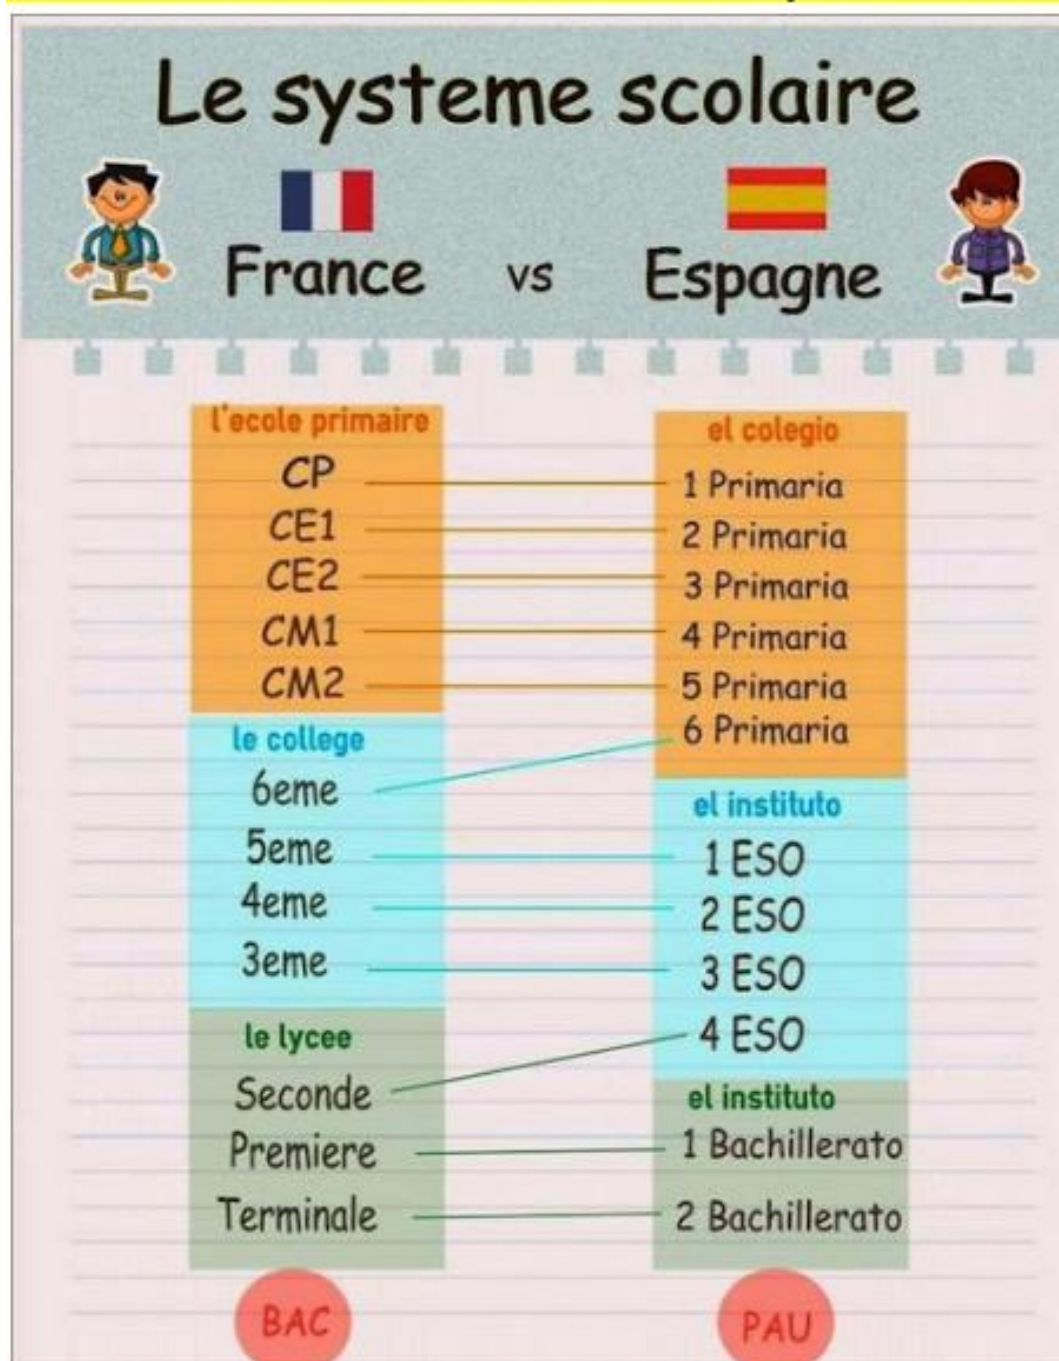 Le systeme scolaire
France vs Espagne
l'ecole primaire
CP
CE1
CE2
CM1
CM2
le college
6eme
5eme
4eme
3eme
le lycee
Seconde
Premiere
Terminale
BAC
el colegio
1 Primaria
2 Primaria
3 Primaria
4 Primaria
5 Primaria
6 Primaria
el instituto
1 ESO
2 ESO
3 ESO
4 ESO
el instituto
1 Bachillerato
2 Bachillerato
PAU